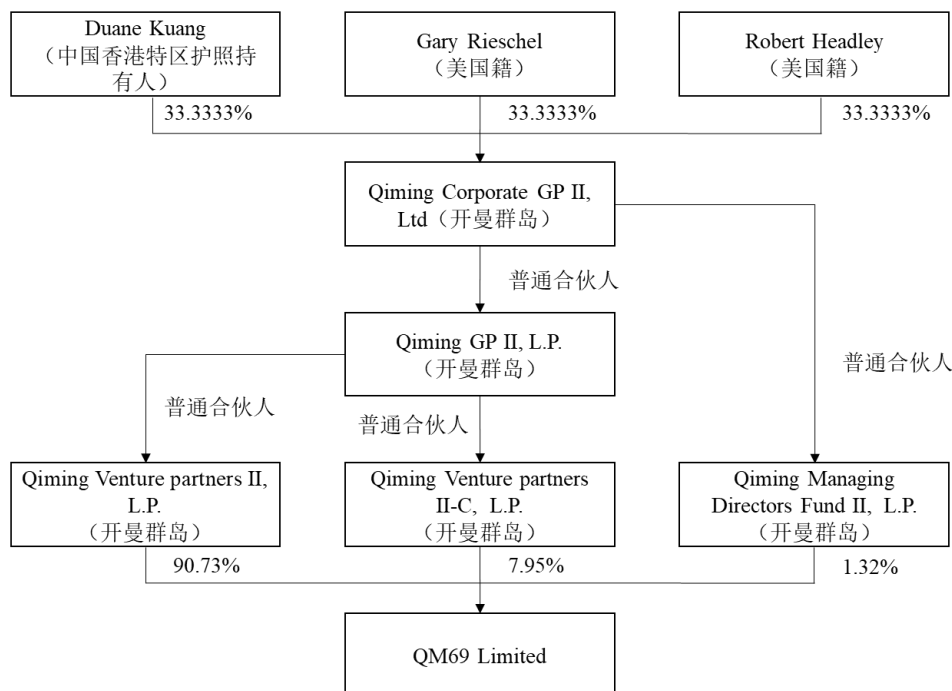 Duane Kuang
（中国香港特区护照持
有人）
Gary Rieschel
（美国籍）
Robert Headley
（美国籍）
33.3333%
33.3333%
33.3333%
Qiming Corporate GP II,
Ltd（开曼群岛）
普通合伙人
Qiming GP II, L.P.
（开曼群岛）
普通合伙人
普通合伙人
普通合伙人
Qiming Venture partners II,
L.P.
（开曼群岛）
Qiming Venture partners
II-C, L.P.
（开曼群岛）
Qiming Managing
Directors Fund II, L.P.
（开曼群岛）
90.73%
7.95%
1.32%
QM69 Limited